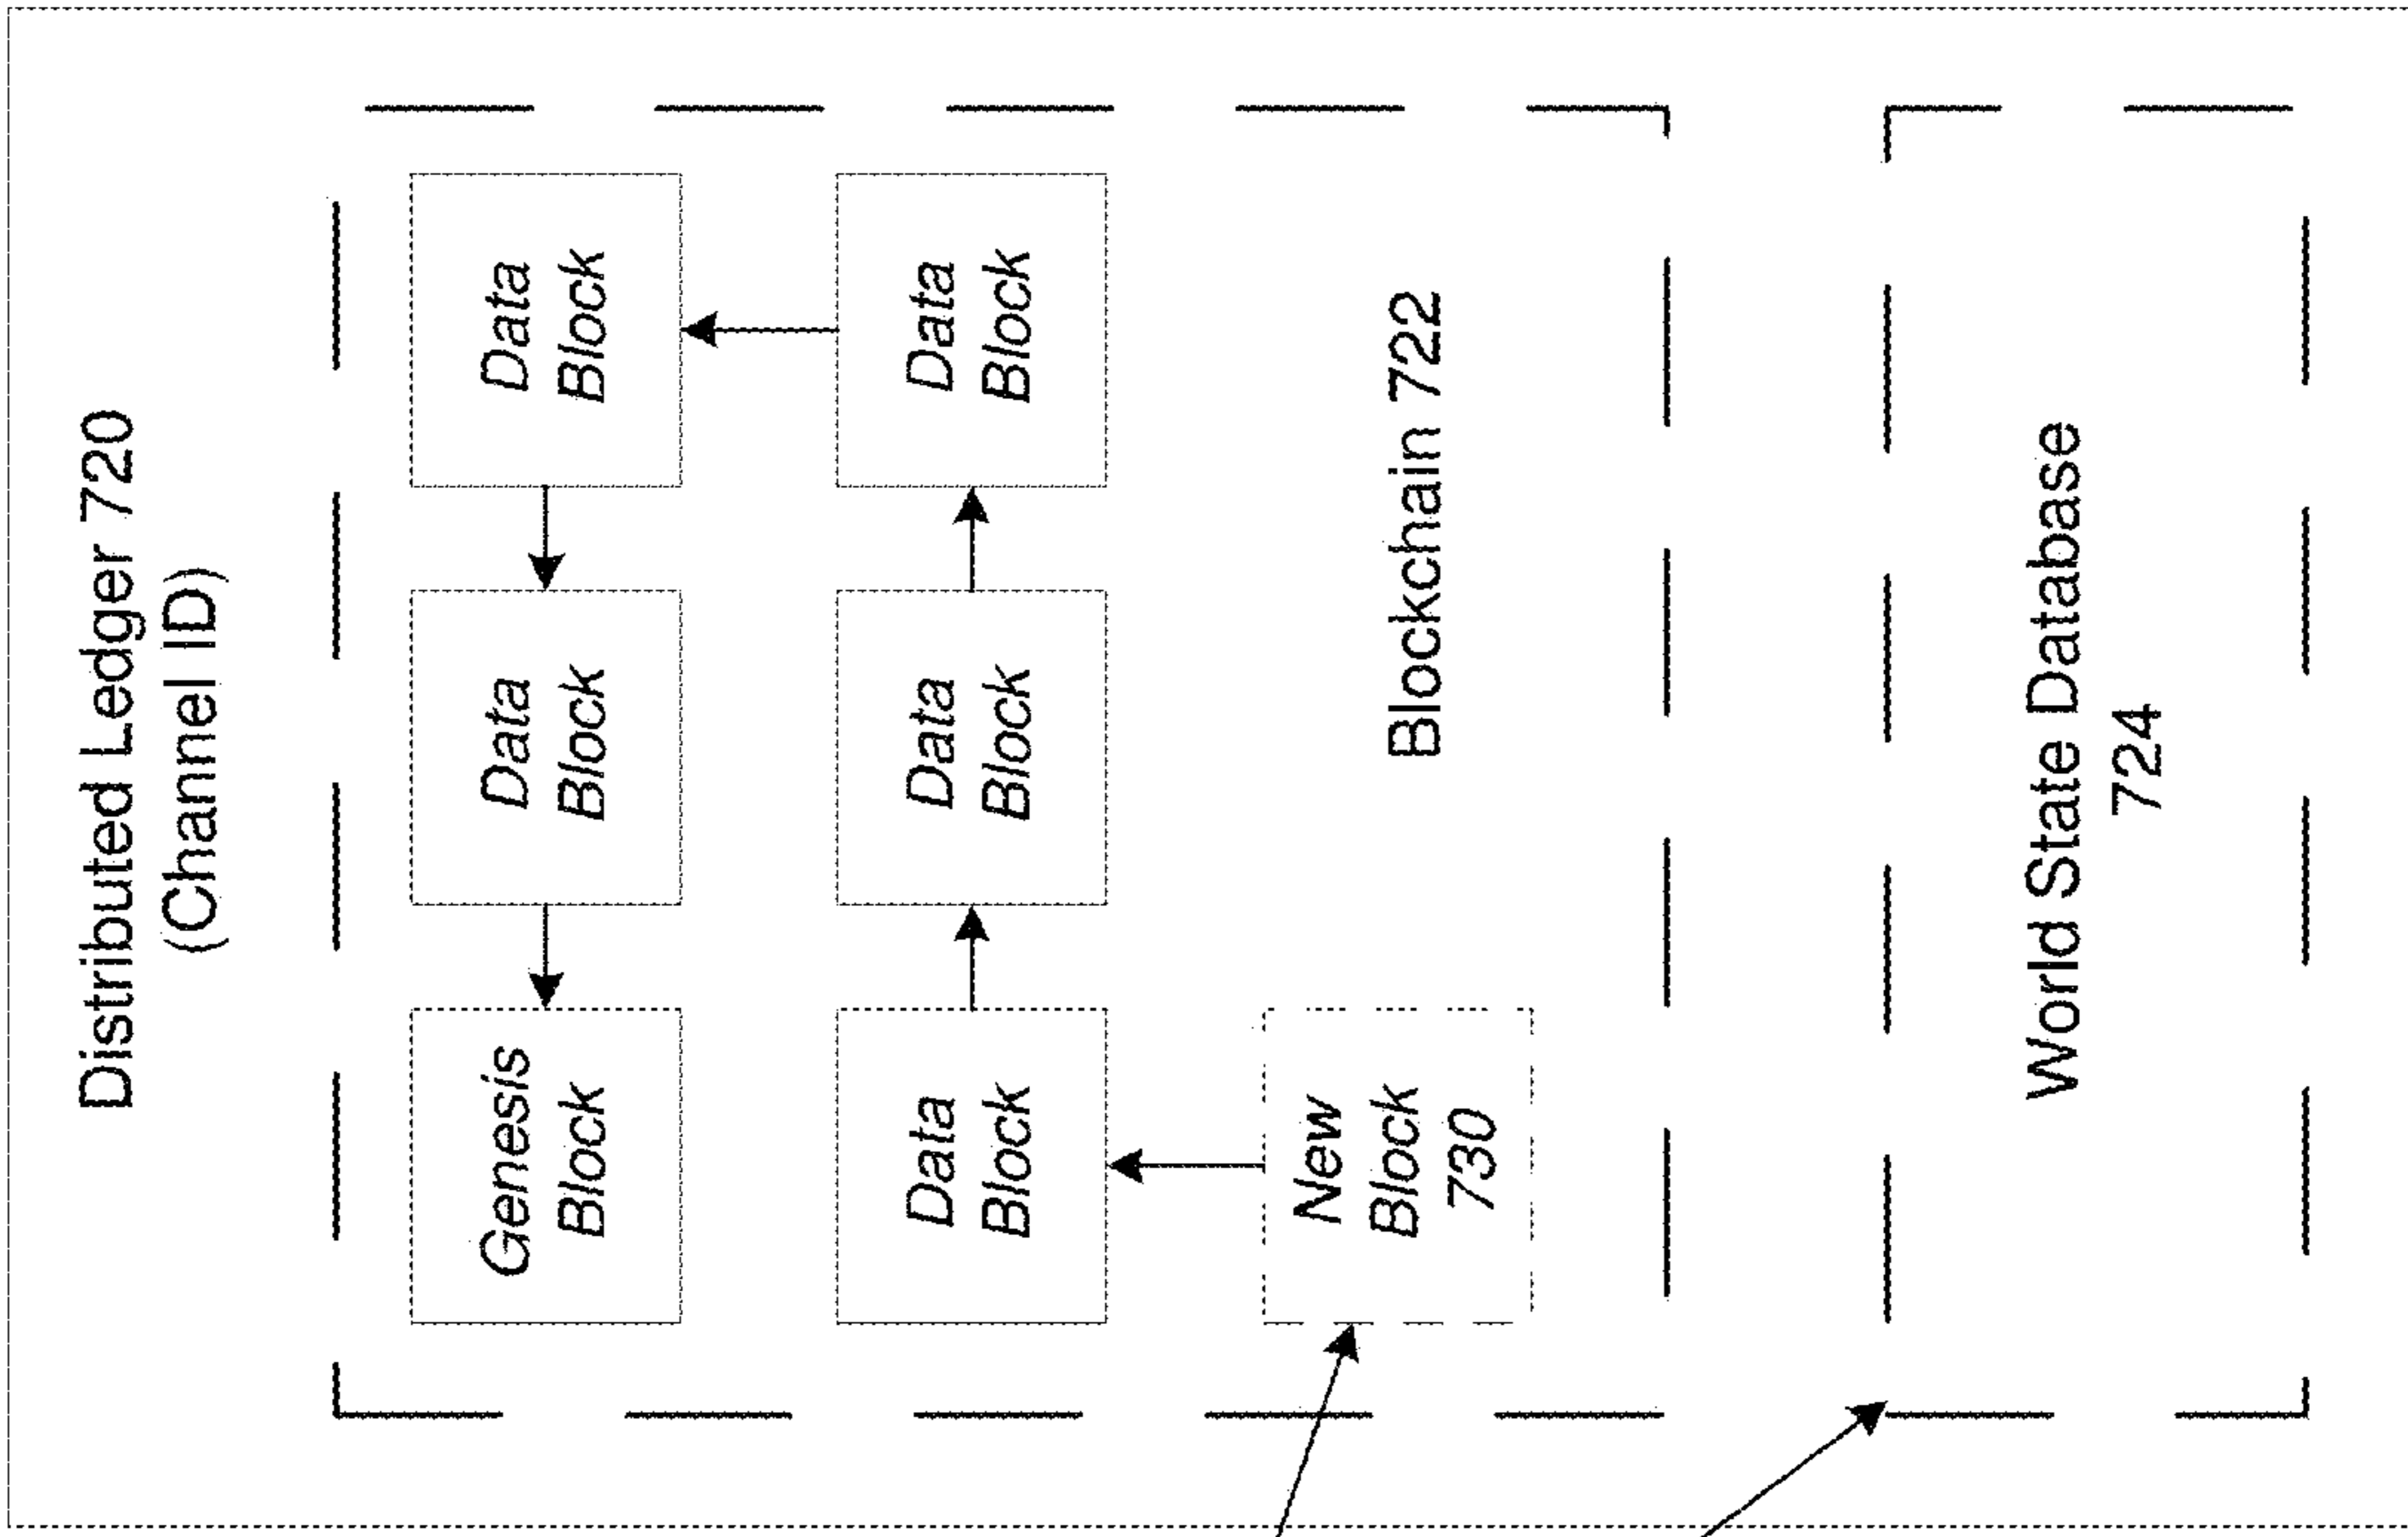 Distributed Ledger 720
(Channel ID)
Genesis
Block
Data
Block
Data
Block
Data
Block
Data
Block
Data
Block
New
Block
730
Blockchain 722
World State Database
724